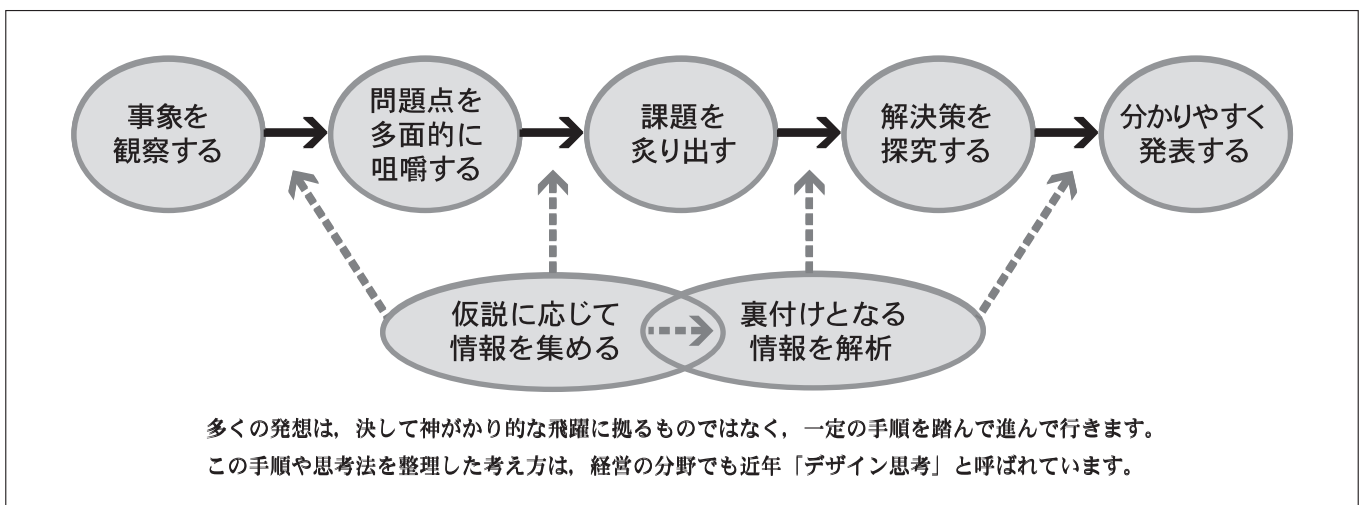 事象を
観察する
問題点を
多面的に
咀嚼する
課題を
炙り出す
解決策を
探究する
分かりやすく
発表する
仮説に応じて
情報を集める
裏付けとなる
情報を解析
多くの発想は，決して神がかり的な飛躍に拠るものではなく，一定の手順を踏んで進んで行きます。
この手順や思考法を整理した考え方は，経営の分野でも近年「デザイン思考」と呼ばれています。